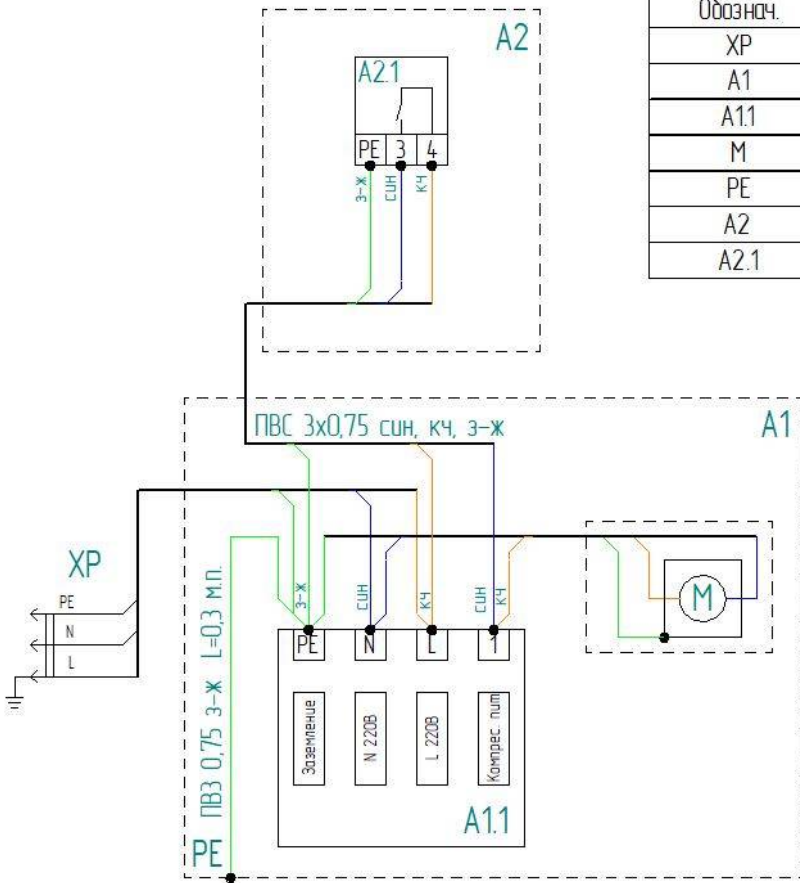 Обознач.
XP
A1
A1.1
M
PE
A2
A2.1
A2
A2.1
PE 3 4
з-ж син кч
A1
ПВС 3х0,75 син, кч, з-ж
XP
PE
N
L
ПВ3 0,75 з-ж L=0,3 м.п.
з-ж син кч син кч
M
PE N L 1
Заземление
N 220В
L 220В
Компрес. пит
A1.1
PE